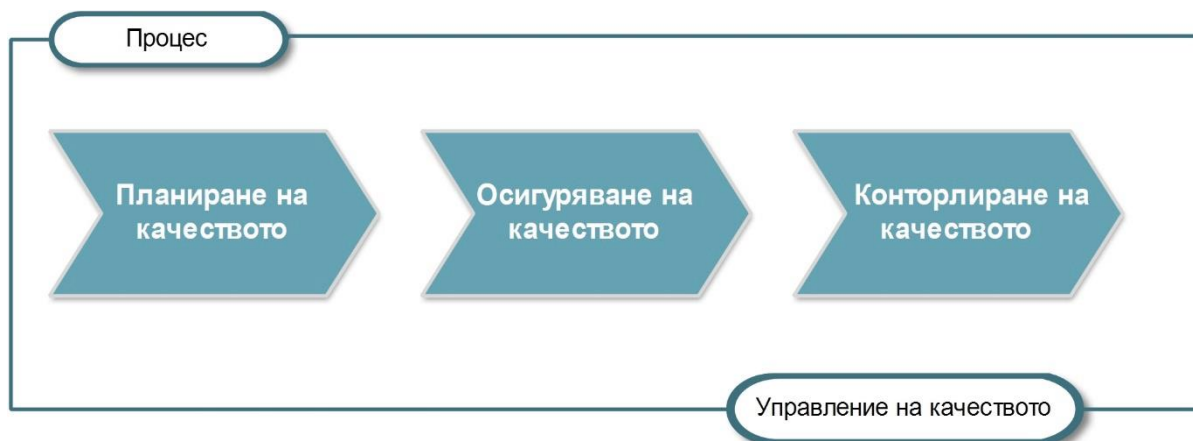 Процес
Планиране на
качеството
Осигуряване на
качеството
Конторлиране на
качеството
Управление на качеството